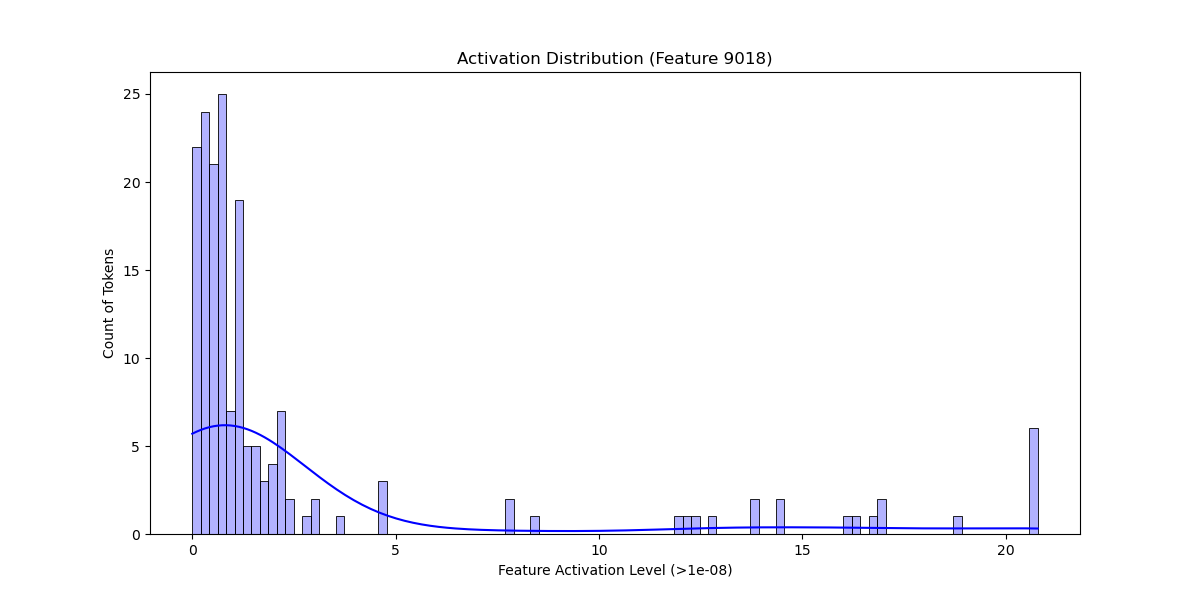 Activation Distribution (Feature 9018)
25
20
15
10
5
0
Count of Tokens
0 5 10 15 20
Feature Activation Level (>1e-08)